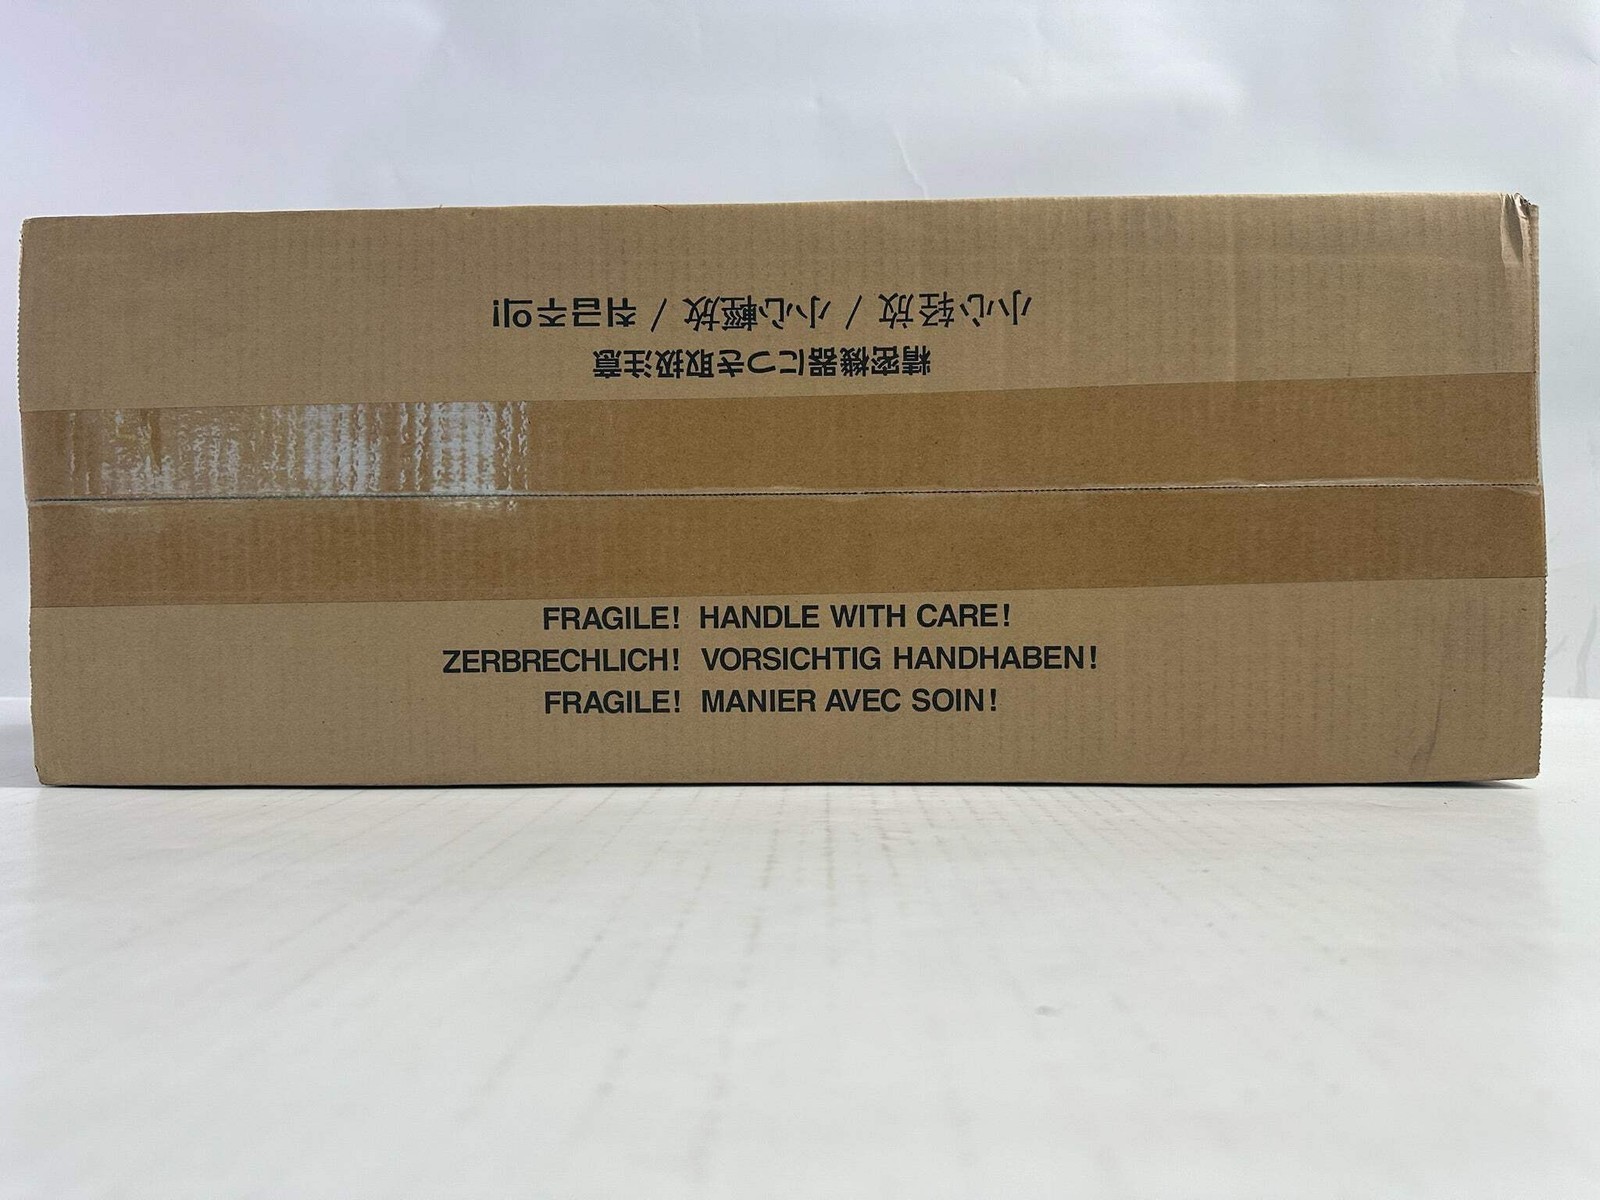 精密機器につき取扱注意
小心轻放 / 小心輕放 / 취급주의!
FRAGILE! HANDLE WITH CARE!
ZERBRECHLICH! VORSICHTIG HANDHABEN!
FRAGILE! MANIER AVEC SOIN!